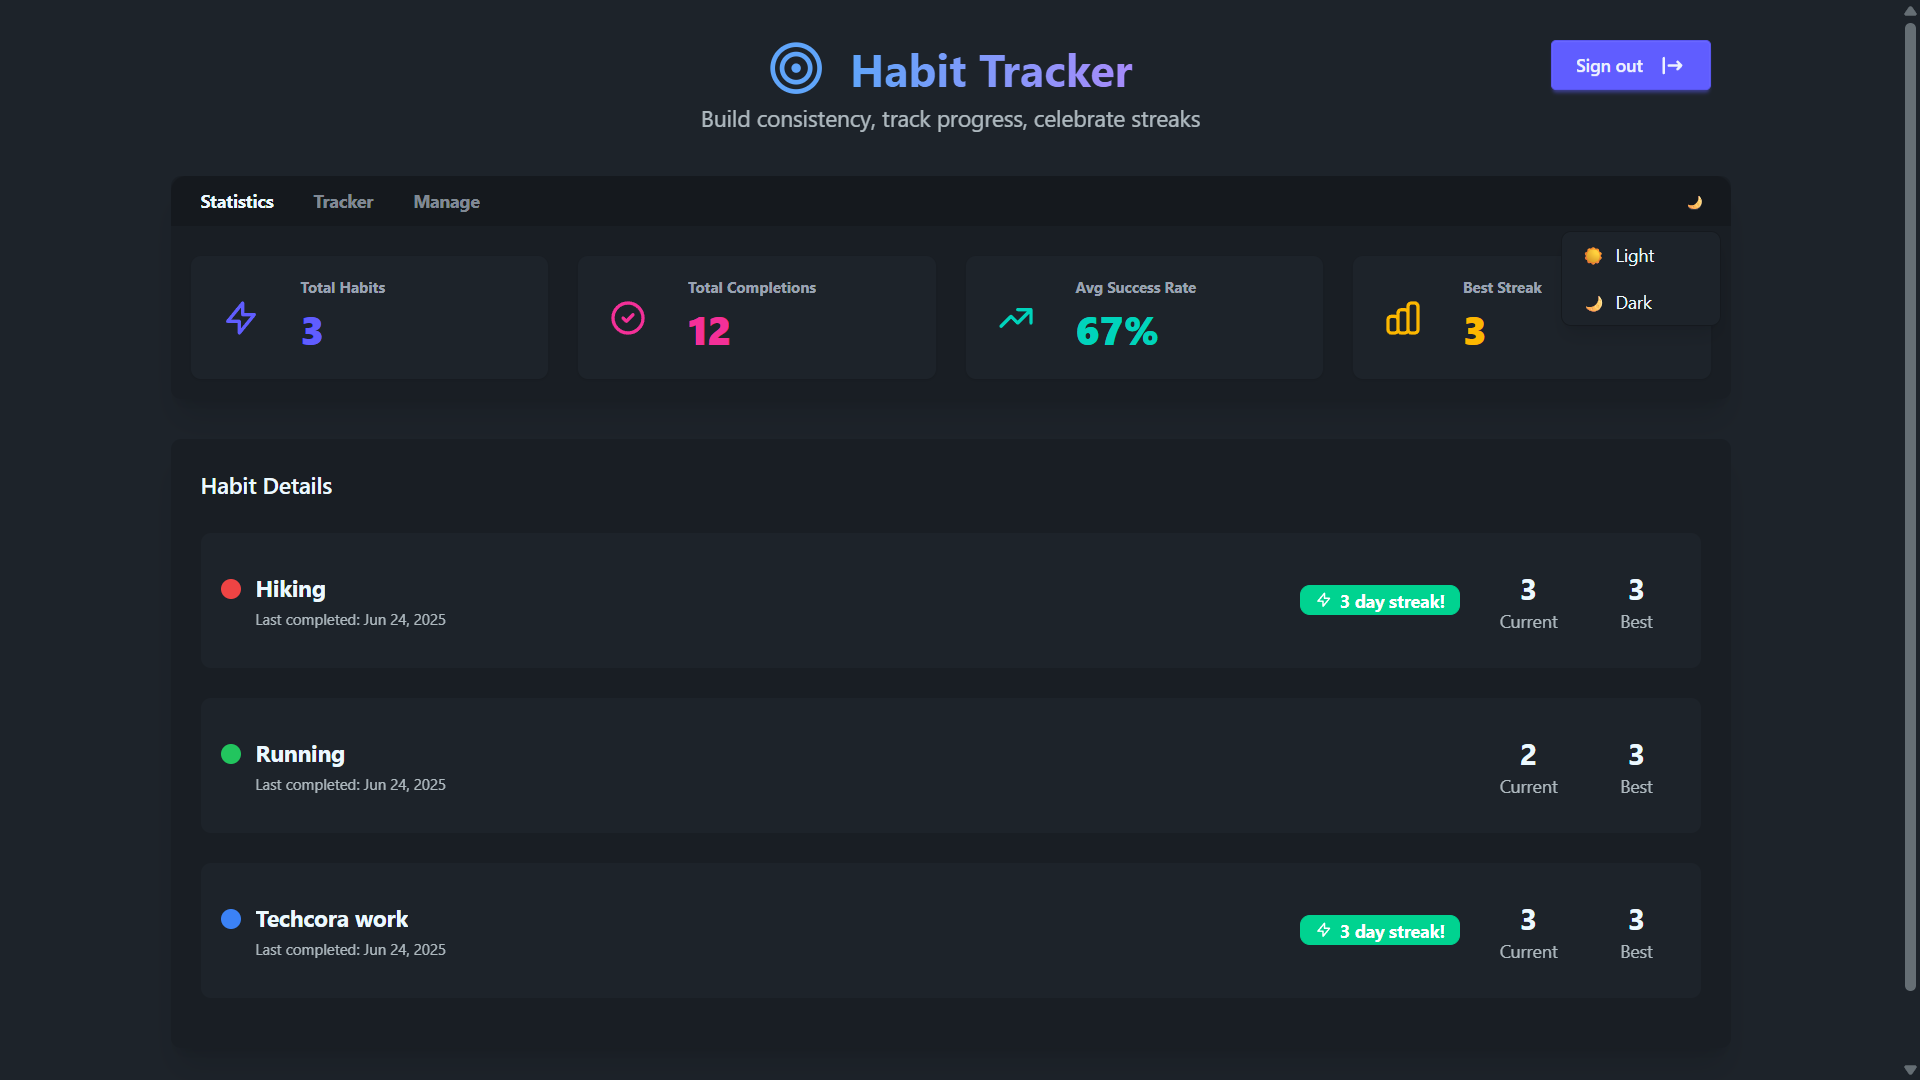 Habit Tracker
Sign out
Build consistency, track progress, celebrate streaks
Statistics
Tracker
Manage
Light
Dark
Total Habits
3
Total Completions
12
Avg Success Rate
67%
Best Streak
3
Habit Details
Hiking
Last completed: Jun 24, 2025
3 day streak!
3
Current
3
Best
Running
Last completed: Jun 24, 2025
2
Current
3
Best
Techcora work
Last completed: Jun 24, 2025
3 day streak!
3
Current
3
Best